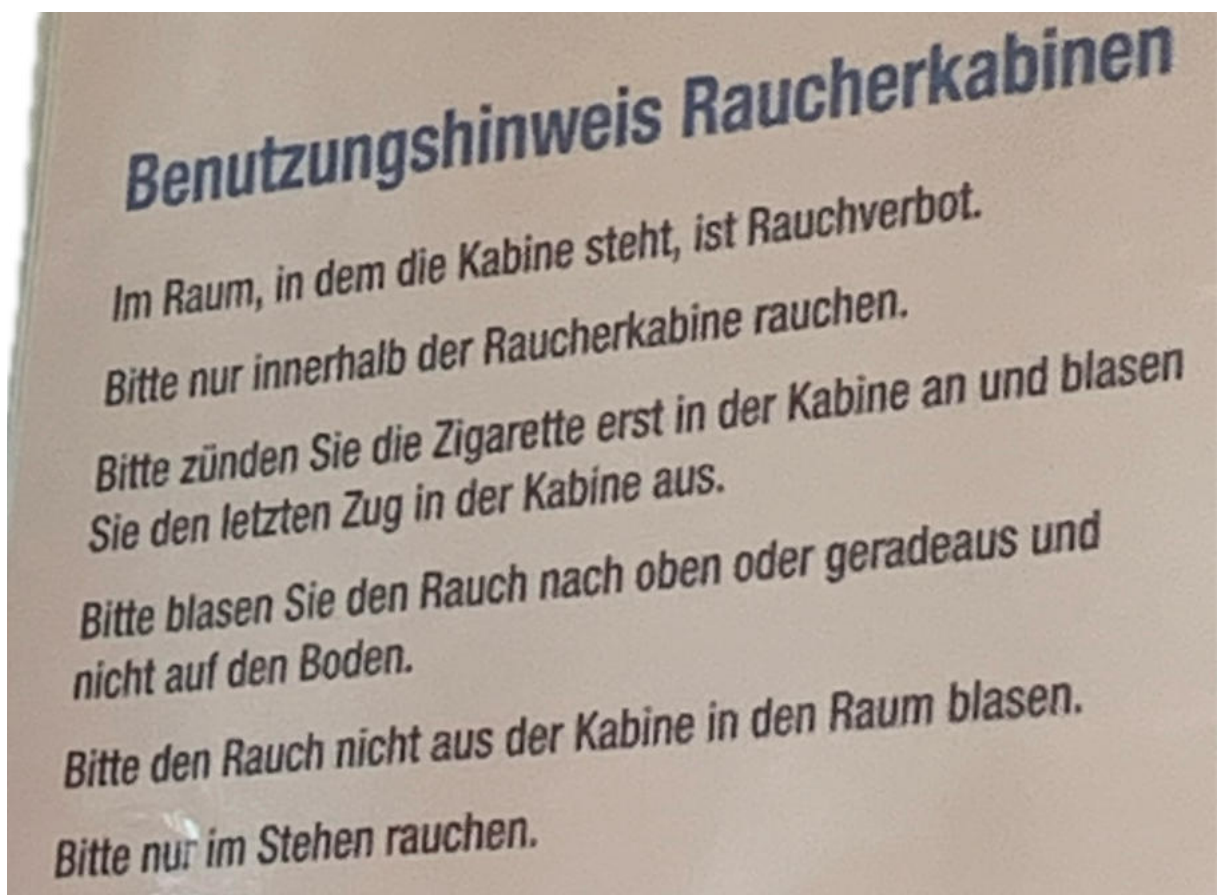 Benutzungshinweis Raucherkabinen
Im Raum, in dem die Kabine steht, ist Rauchverbot.
Bitte nur innerhalb der Raucherkabine rauchen.
Bitte zünden Sie die Zigarette erst in der Kabine an und blasen
Sie den letzten Zug in der Kabine aus.
Bitte blasen Sie den Rauch nach oben oder geradeaus und
nicht auf den Boden.
Bitte den Rauch nicht aus der Kabine in den Raum blasen.
Bitte nur im Stehen rauchen.